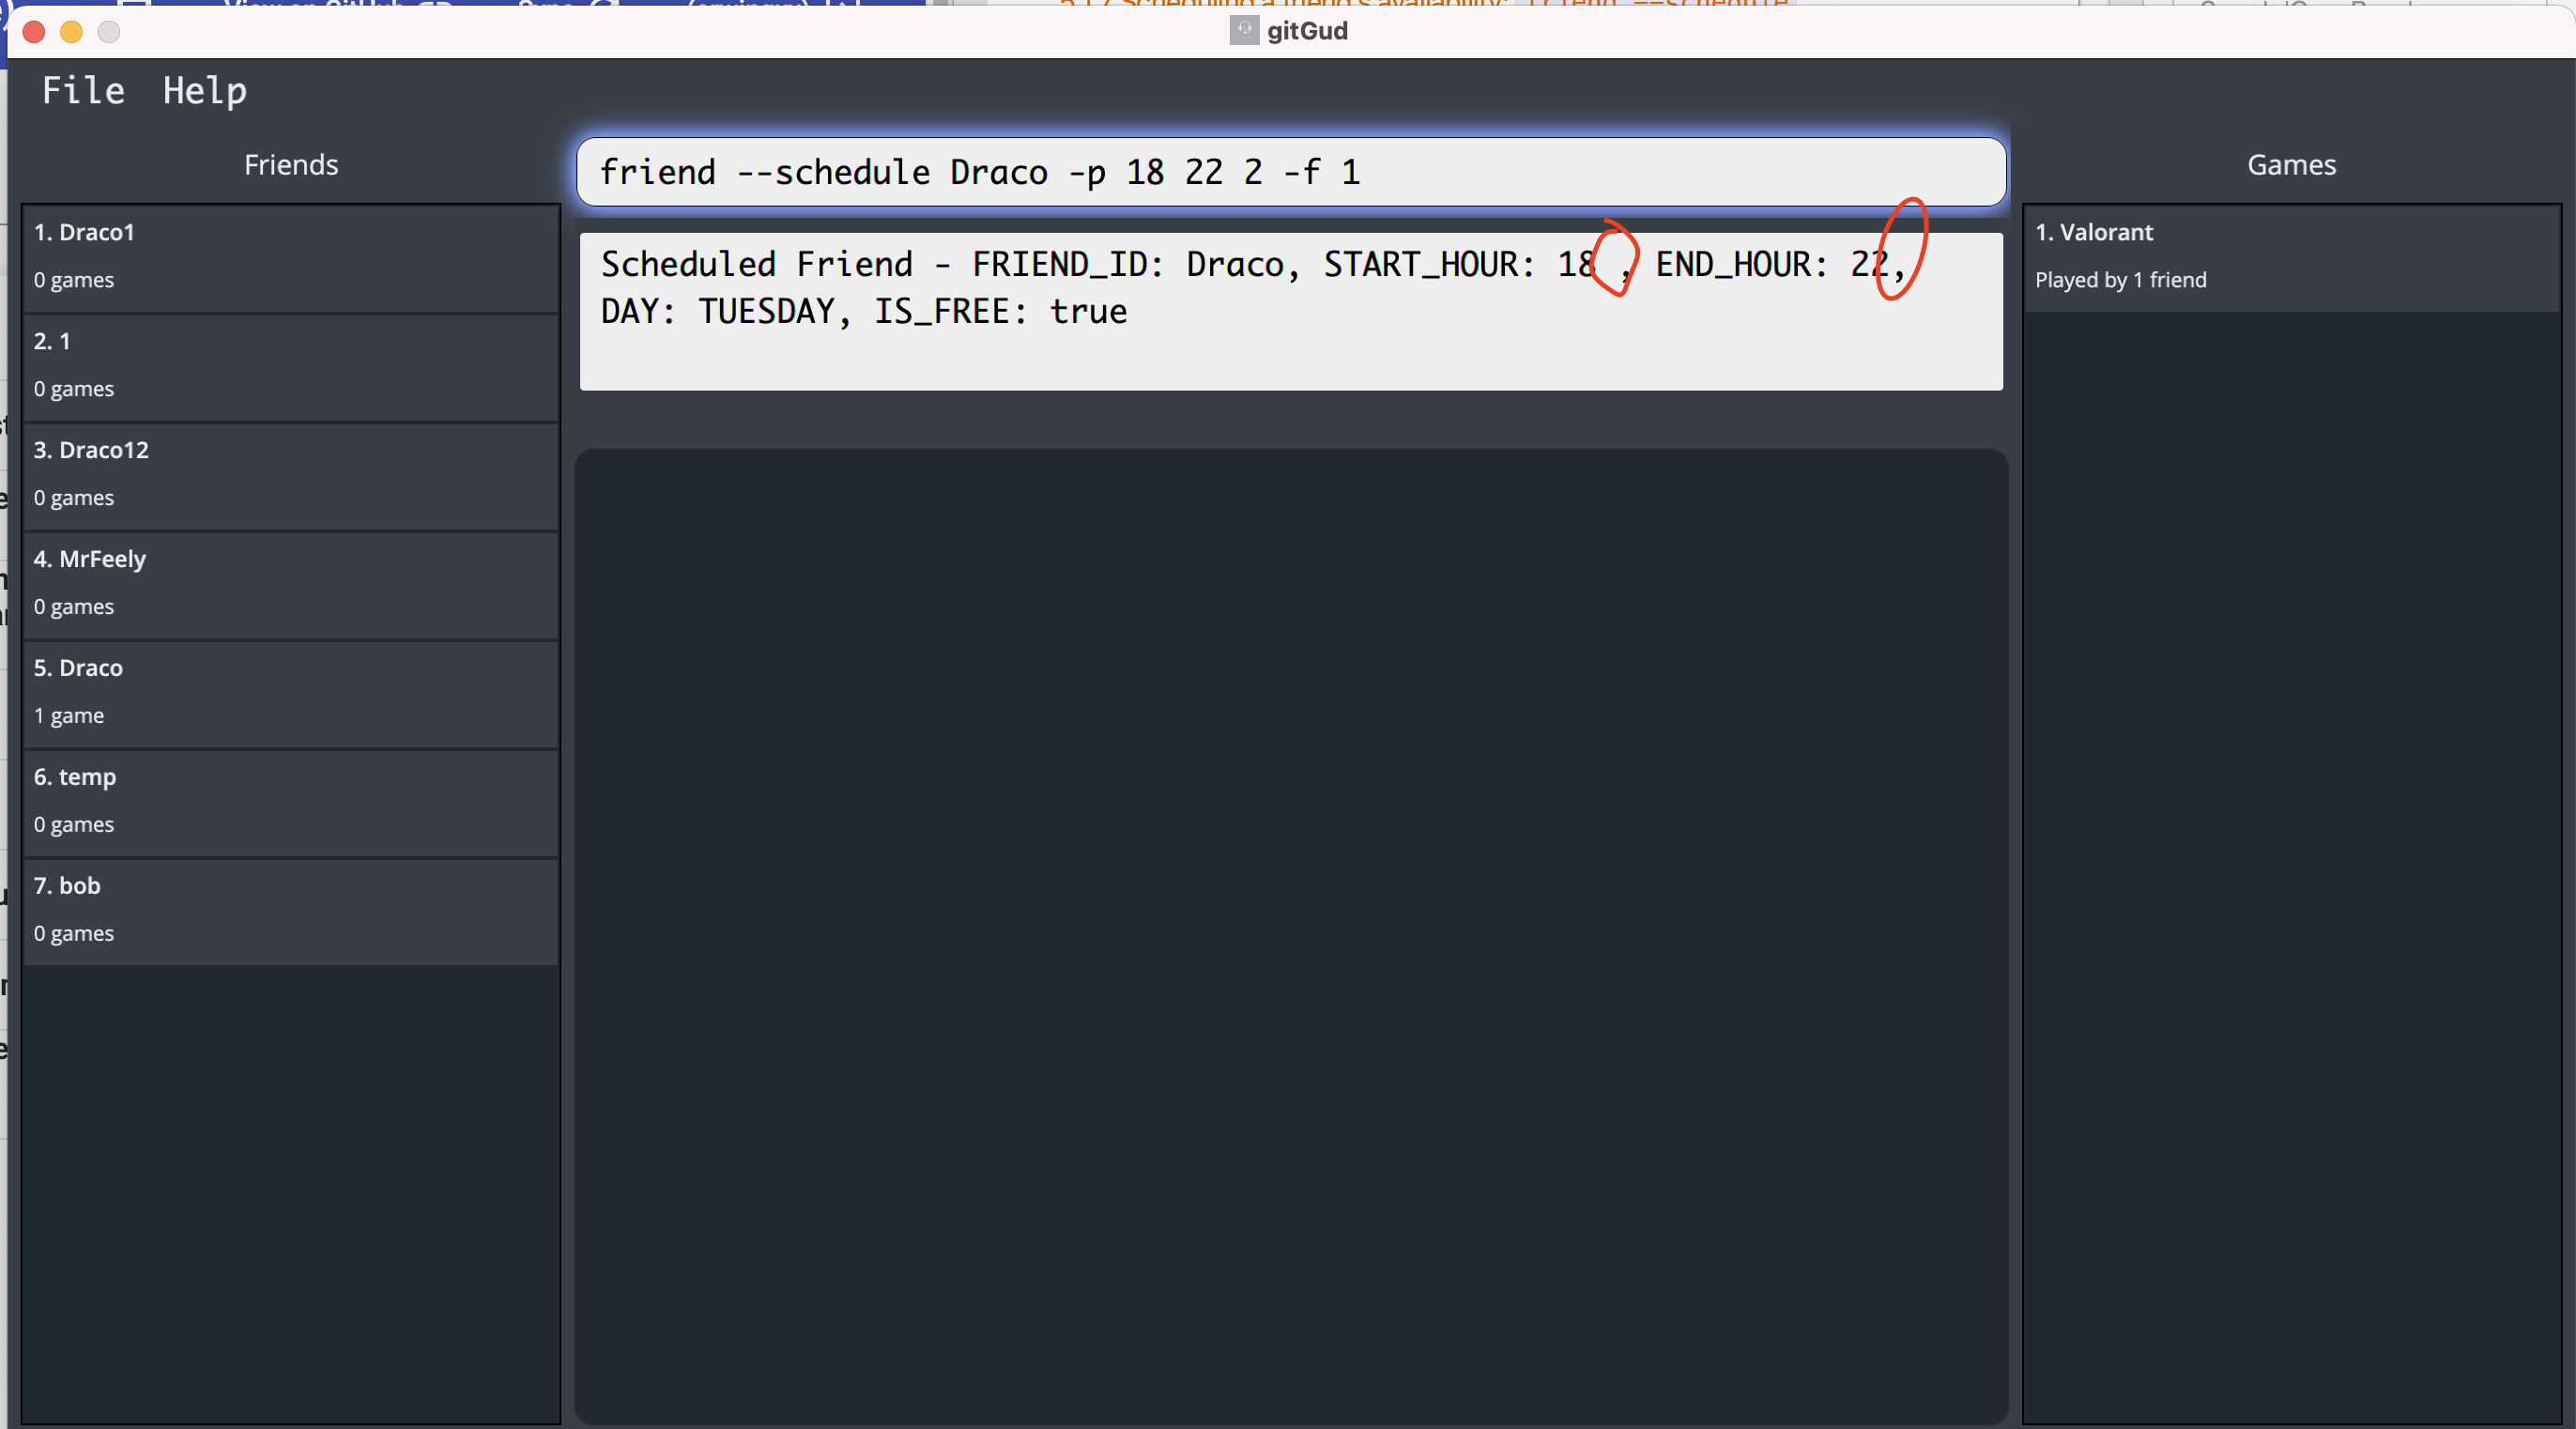 gitGud
File Help
Friends
friend --schedule Draco -p 18 22 2 -f 1
Games
Scheduled Friend - FRIEND_ID: Draco, START_HOUR: 18 , END_HOUR: 22,
DAY: TUESDAY, IS_FREE: true
1. Draco1
0 games
2. 1
0 games
3. Draco12
0 games
4. MrFeely
0 games
5. Draco
1 game
6. temp
0 games
7. bob
0 games
1. Valorant
Played by 1 friend